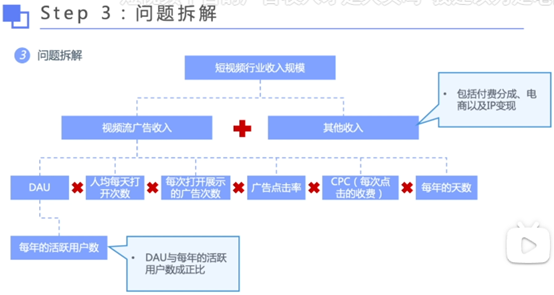 Step 3：问题拆解
3 问题拆解
短视频行业收入规模
• 包括付费分成、电
商以及IP变现
视频流广告收入
其他收入
DAU
人均每天打
开次数
每次打开展示
的广告次数
广告点击率
CPC（每次点
击的收费）
每年的天数
每年的活跃用户数
• DAU与每年的活跃
用户数成正比